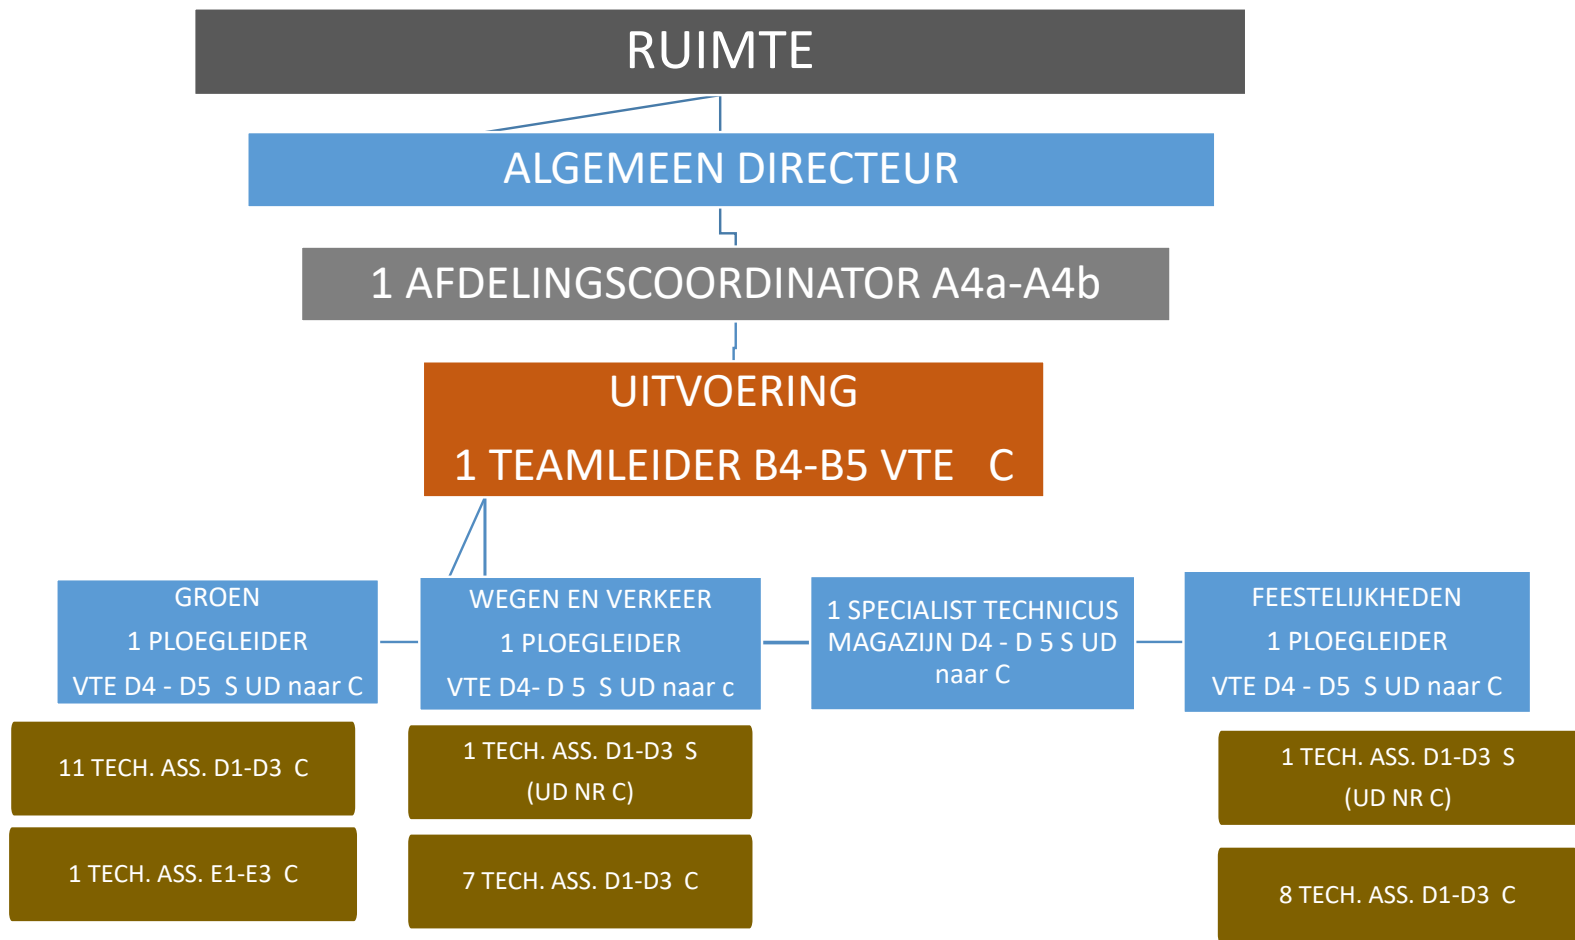 RUIMTE
ALGEMEEN DIRECTEUR
1 AFDELINGSCOORDINATOR A4a-A4b
UITVOERING
1 TEAMLEIDER B4-B5 VTE C
GROEN
1 PLOEGLEIDER
VTE D4 - D5 S UD naar C
WEGEN EN VERKEER
1 PLOEGLEIDER
VTE D4- D 5 S UD naar c
1 SPECIALIST TECHNICUS
MAGAZIJN D4 - D 5 S UD
naar C
FEESTELIJKHEDEN
1 PLOEGLEIDER
VTE D4 - D5 S UD naar C
11 TECH. ASS. D1-D3 C
1 TECH. ASS. E1-E3 C
1 TECH. ASS. D1-D3 S
(UD NR C)
7 TECH. ASS. D1-D3 C
1 TECH. ASS. D1-D3 S
(UD NR C)
8 TECH. ASS. D1-D3 C